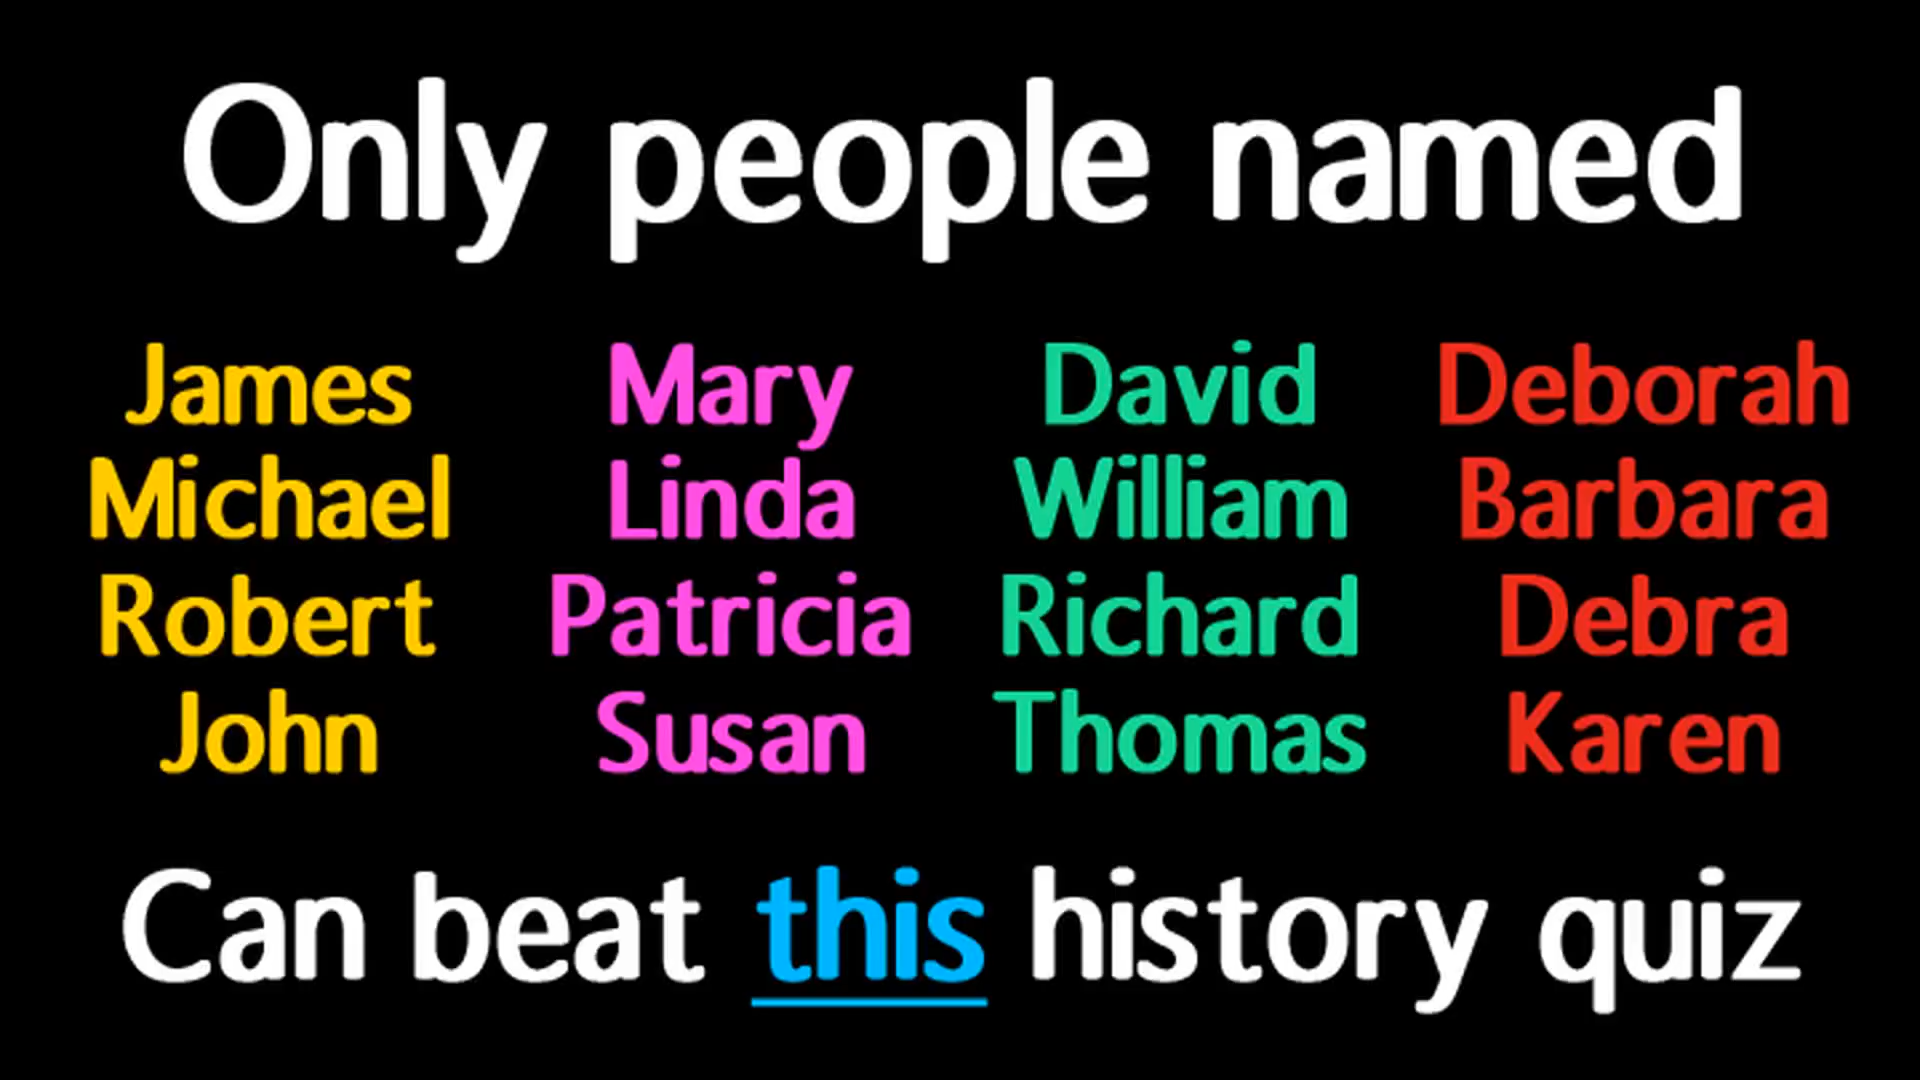 Only people named
James Mary David Deborah
Michael Linda William Barbara
Robert Patricia Richard Debra
John Susan Thomas Karen
Can beat this history quiz